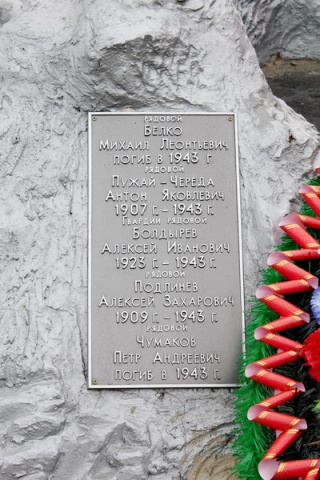 РЯДОВОЙ
БЕЛКО
МИХАИЛ ЛЕОНТЬЕВИЧ
ПОГИБ В 1943 Г.
РЯДОВОЙ
ПУЖАЙ-ЧЕРЕДА
АНТОН ЯКОВЛЕВИЧ
1907 Г. - 1943 Г.
ГВАРДИИ РЯДОВОЙ
БОЛДЫРЕВ
АЛЕКСЕЙ ИВАНОВИЧ
1923 Г. - 1943 Г.
РЯДОВОЙ
ПОДЛИНЕВ
АЛЕКСЕЙ ЗАХАРОВИЧ
1909 Г. - 1943 Г.
РЯДОВОЙ
ЧУМАКОВ
ПЕТР АНДРЕЕВИЧ
ПОГИБ В 1943 Г.